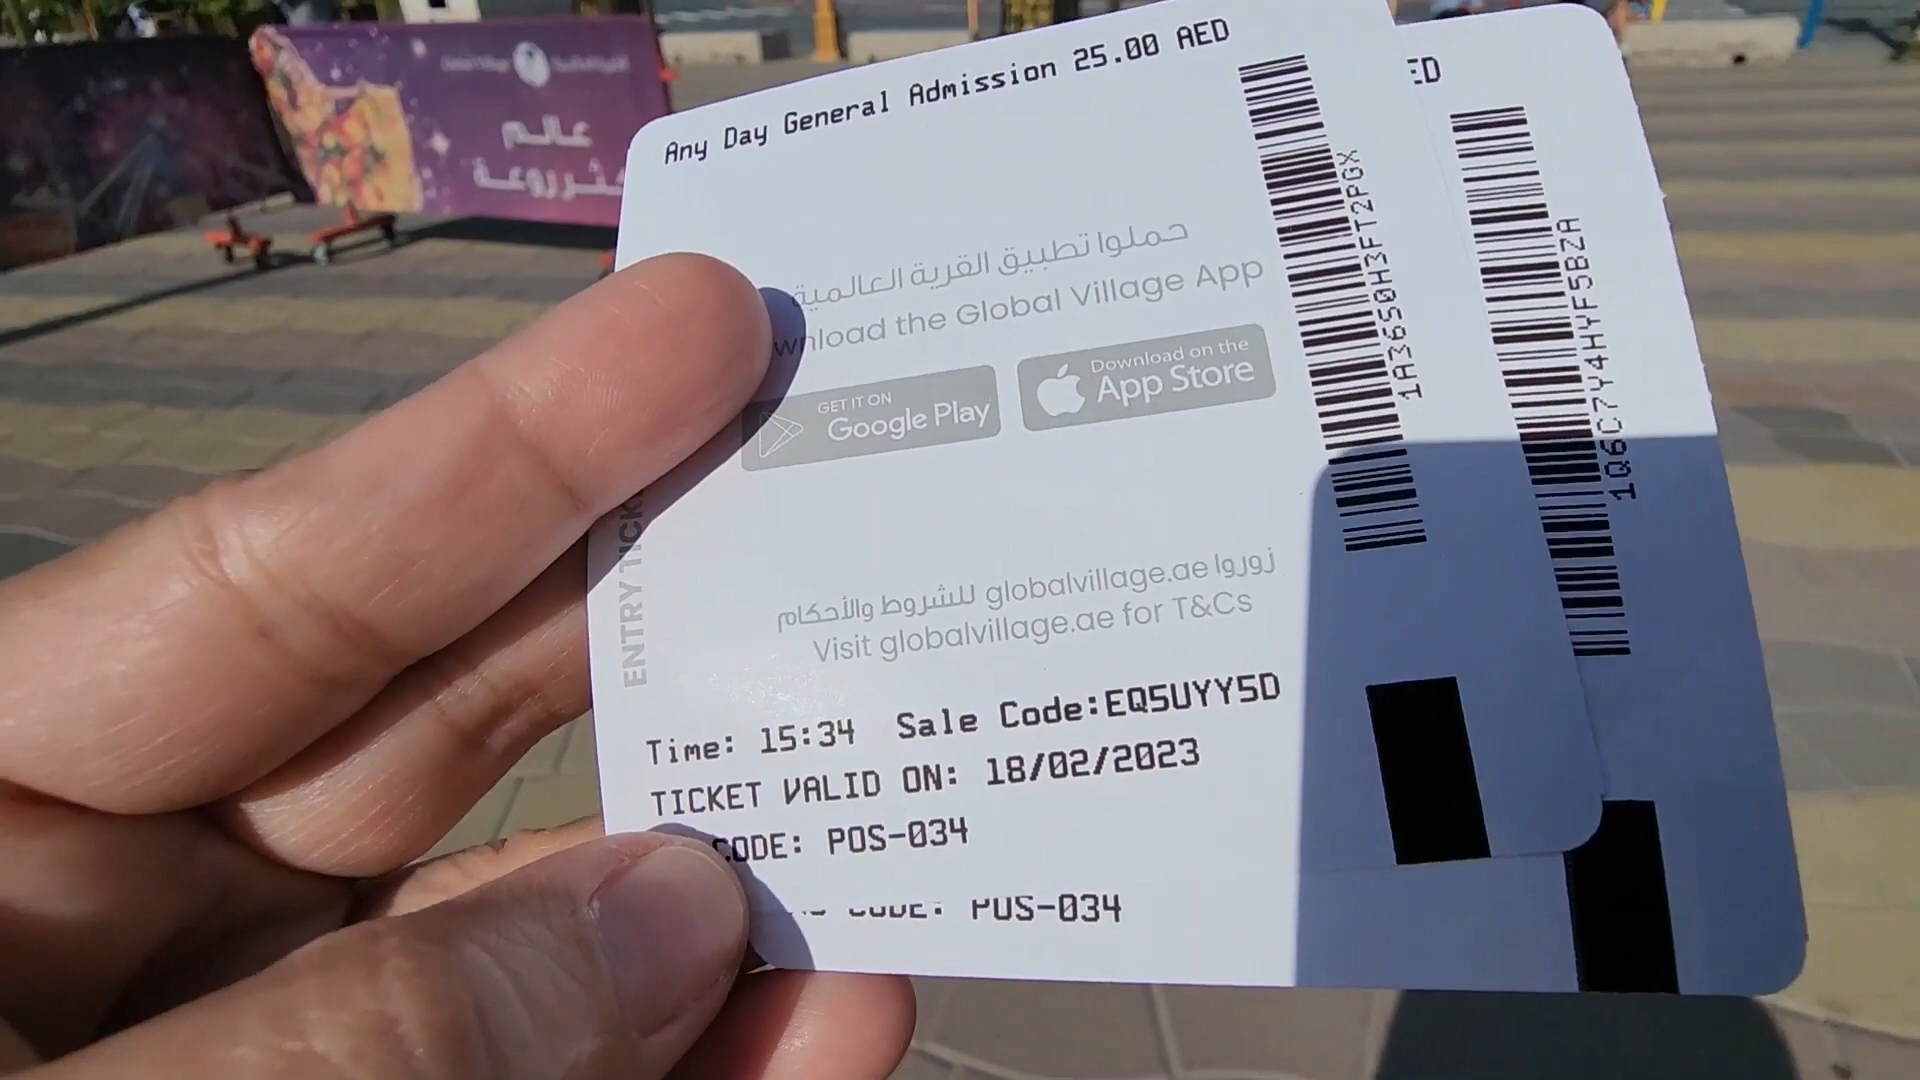 عالم
Any Day General Admission 25.00 AED
ED
حملوا تطبيق القرية العالمية
wnload the Global Village App
GET IT ON
Google Play
Download on the
App Store
1A3650H3FT2PGX
1Q6C7Y4HYF5BZA
ENTRY TICK
زوروا globalvillage.ae للشروط والأحكام
Visit globalvillage.ae for T&Cs
Time: 15:34 Sale Code:EQ5UYY5D
TICKET VALID ON: 18/02/2023
CODE: POS-034
CODE: POS-034